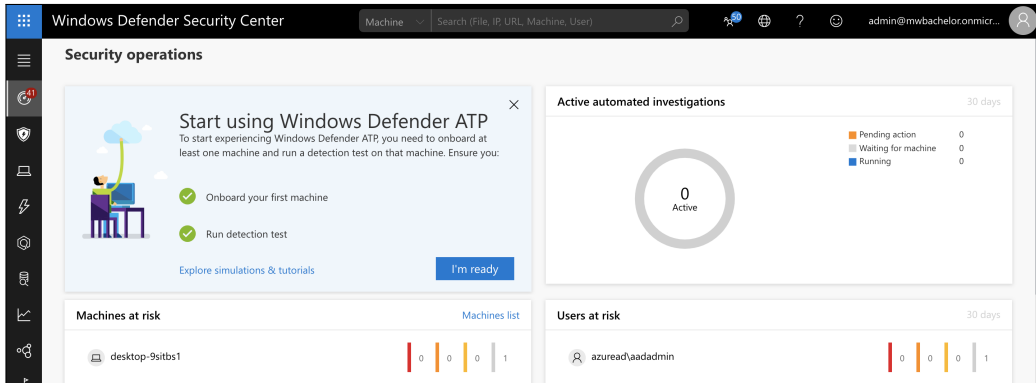 Windows Defender Security Center
Machine
Search (File, IP, URL, Machine, User)
50
?
admin@mwbachelor.onmicr...
41
Security operations
Start using Windows Defender ATP
To start experiencing Windows Defender ATP, you need to onboard at
least one machine and run a detection test on that machine. Ensure you:
Onboard your first machine
Run detection test
Explore simulations & tutorials
I'm ready
Active automated investigations
30 days
Pending action 0
Waiting for machine 0
Running 0
0
Active
Machines at risk
Machines list
desktop-9sitbs1
0 0 0 1
Users at risk
30 days
azuread\aadadmin
0 0 0 1